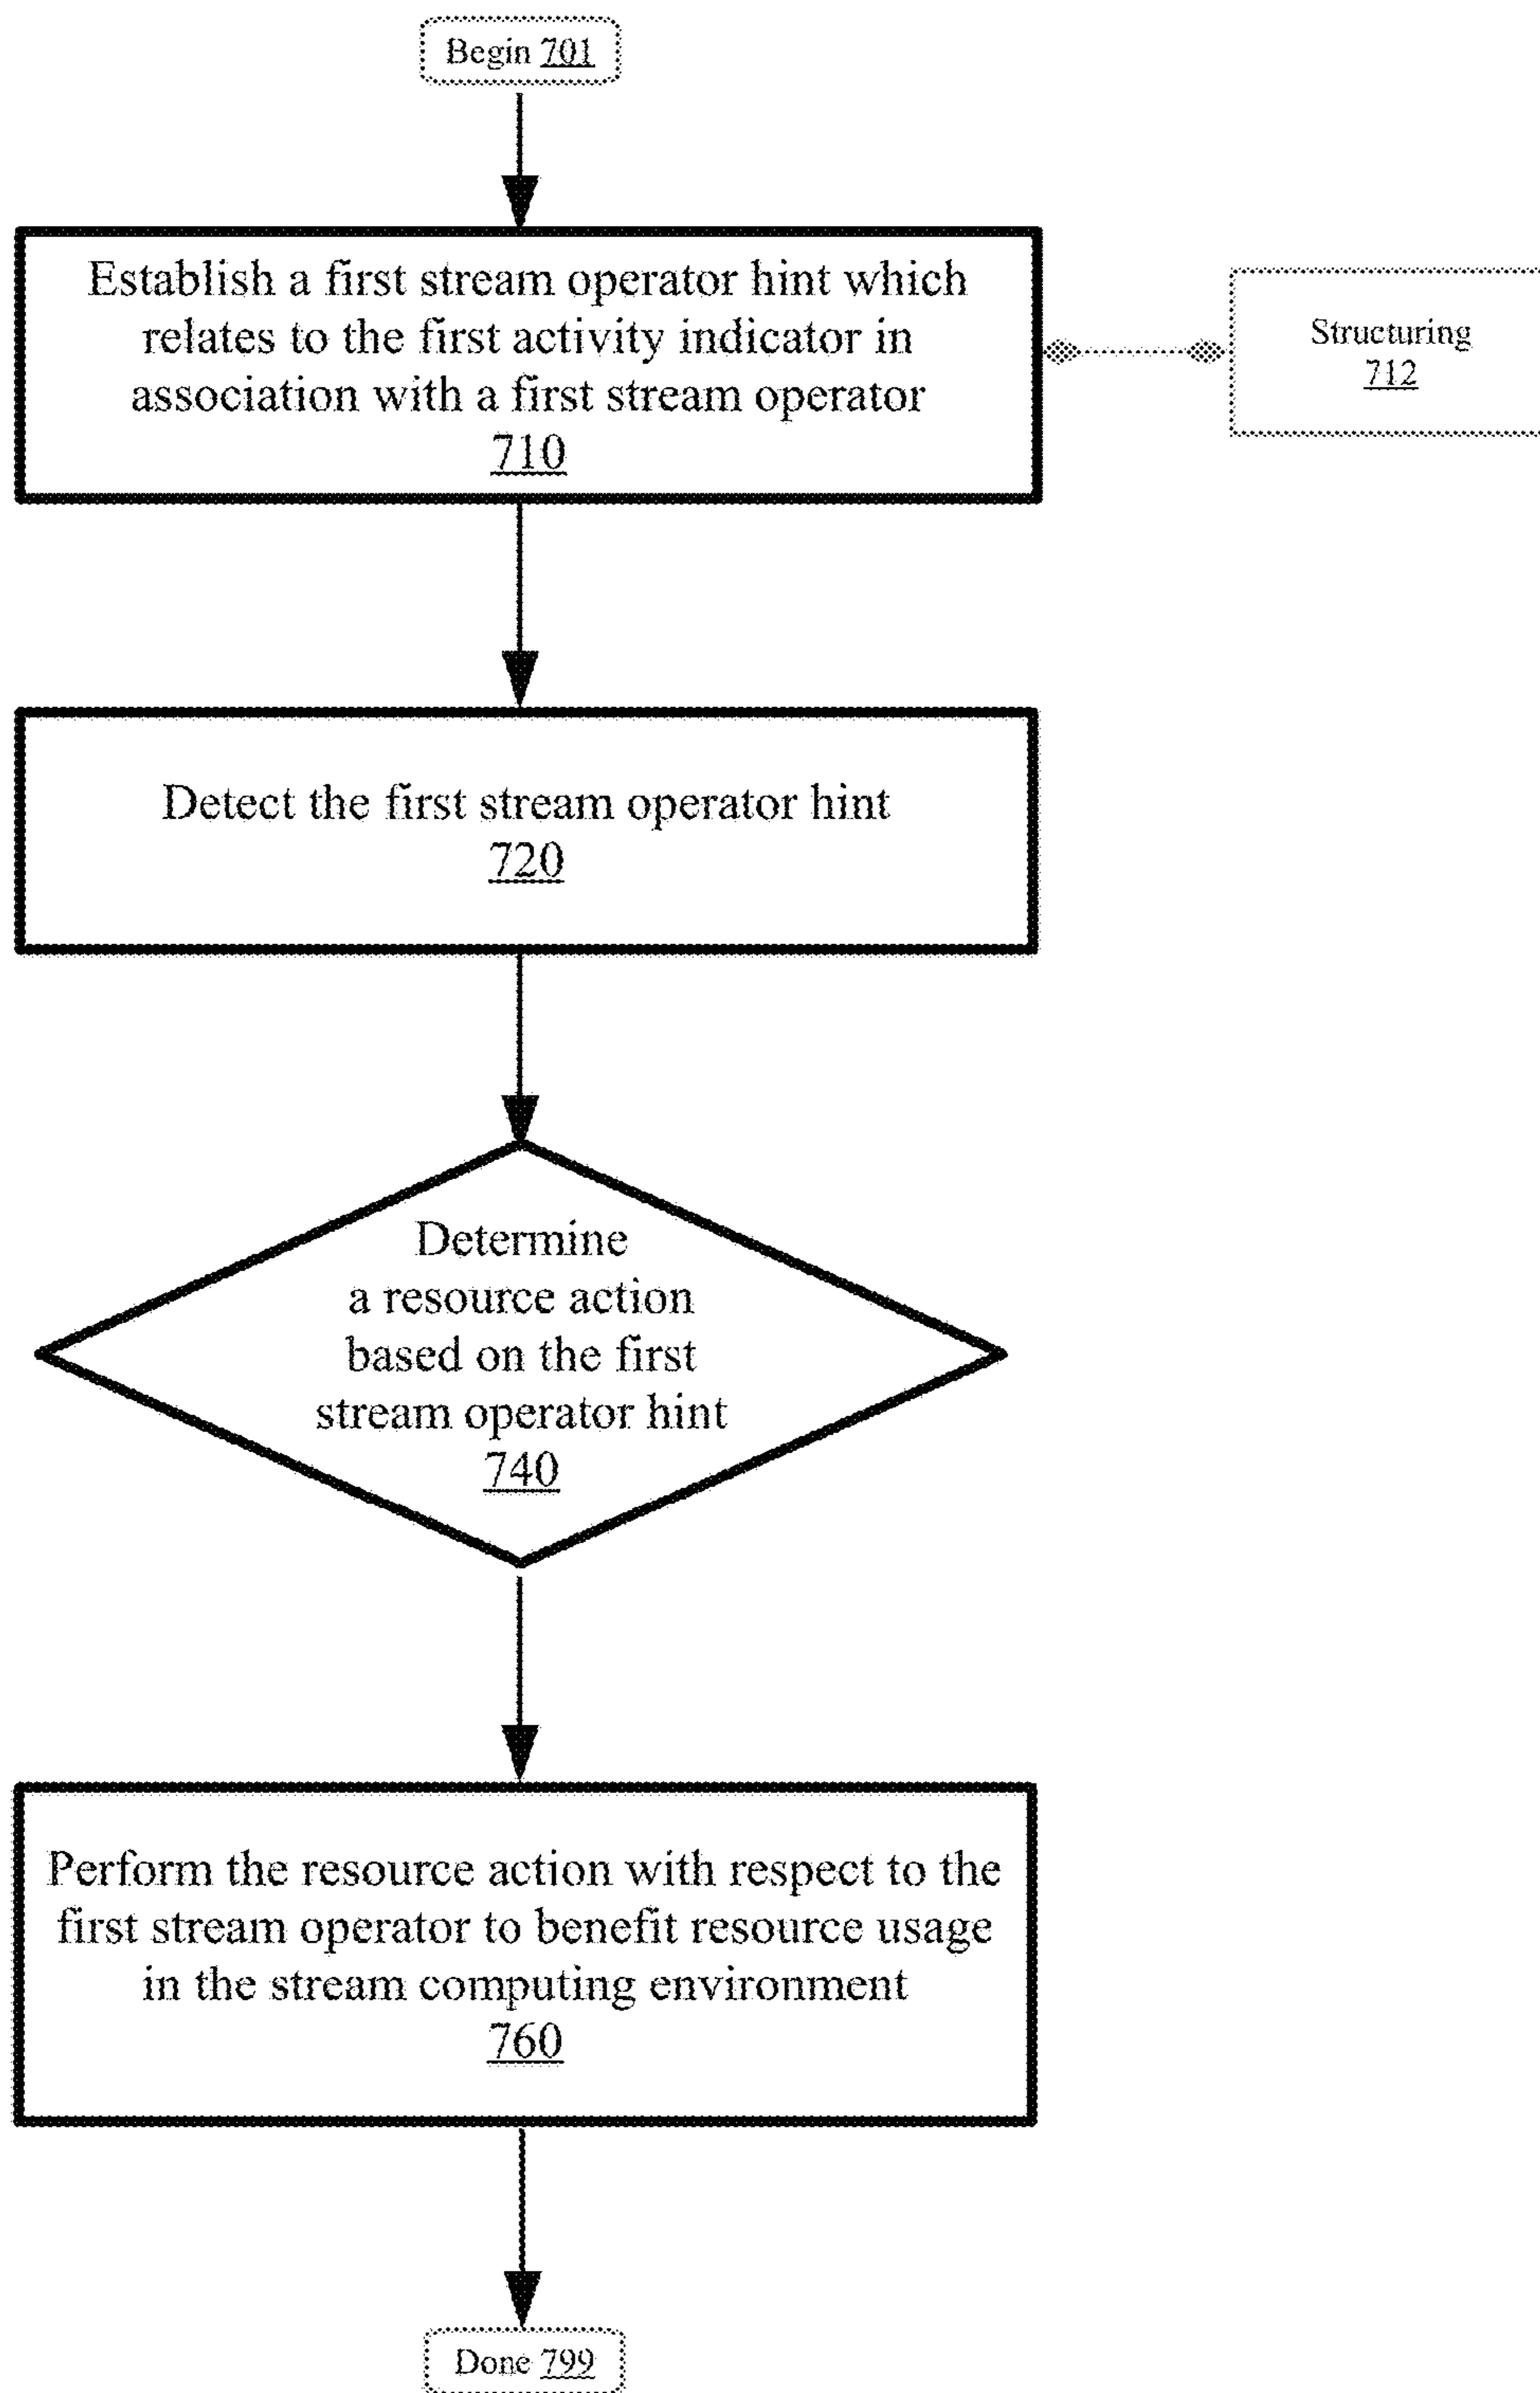 Begin 701
Establish a first stream operator hint which
relates to the first activity indicator in
association with a first stream operator
710
Structuring
712
Detect the first stream operator hint
720
Determine
a resource action
based on the first
stream operator hint
740
Perform the resource action with respect to the
first stream operator to benefit resource usage
in the stream computing environment
760
Done 799